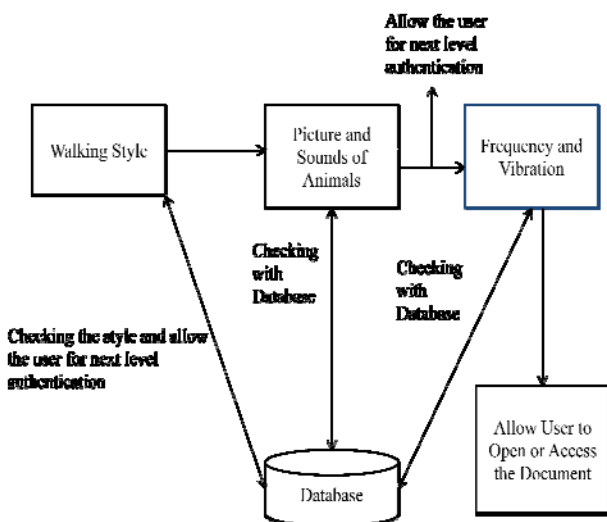 Allow the user
for next level
authentication
Walking Style
Picture and
Sounds of
Animals
Frequency and
Vibration
Checking
with
Database
Checking
with
Database
Checking the style and allow
the user for next level
authentication
Allow User to
Open or Access
the Document
Database